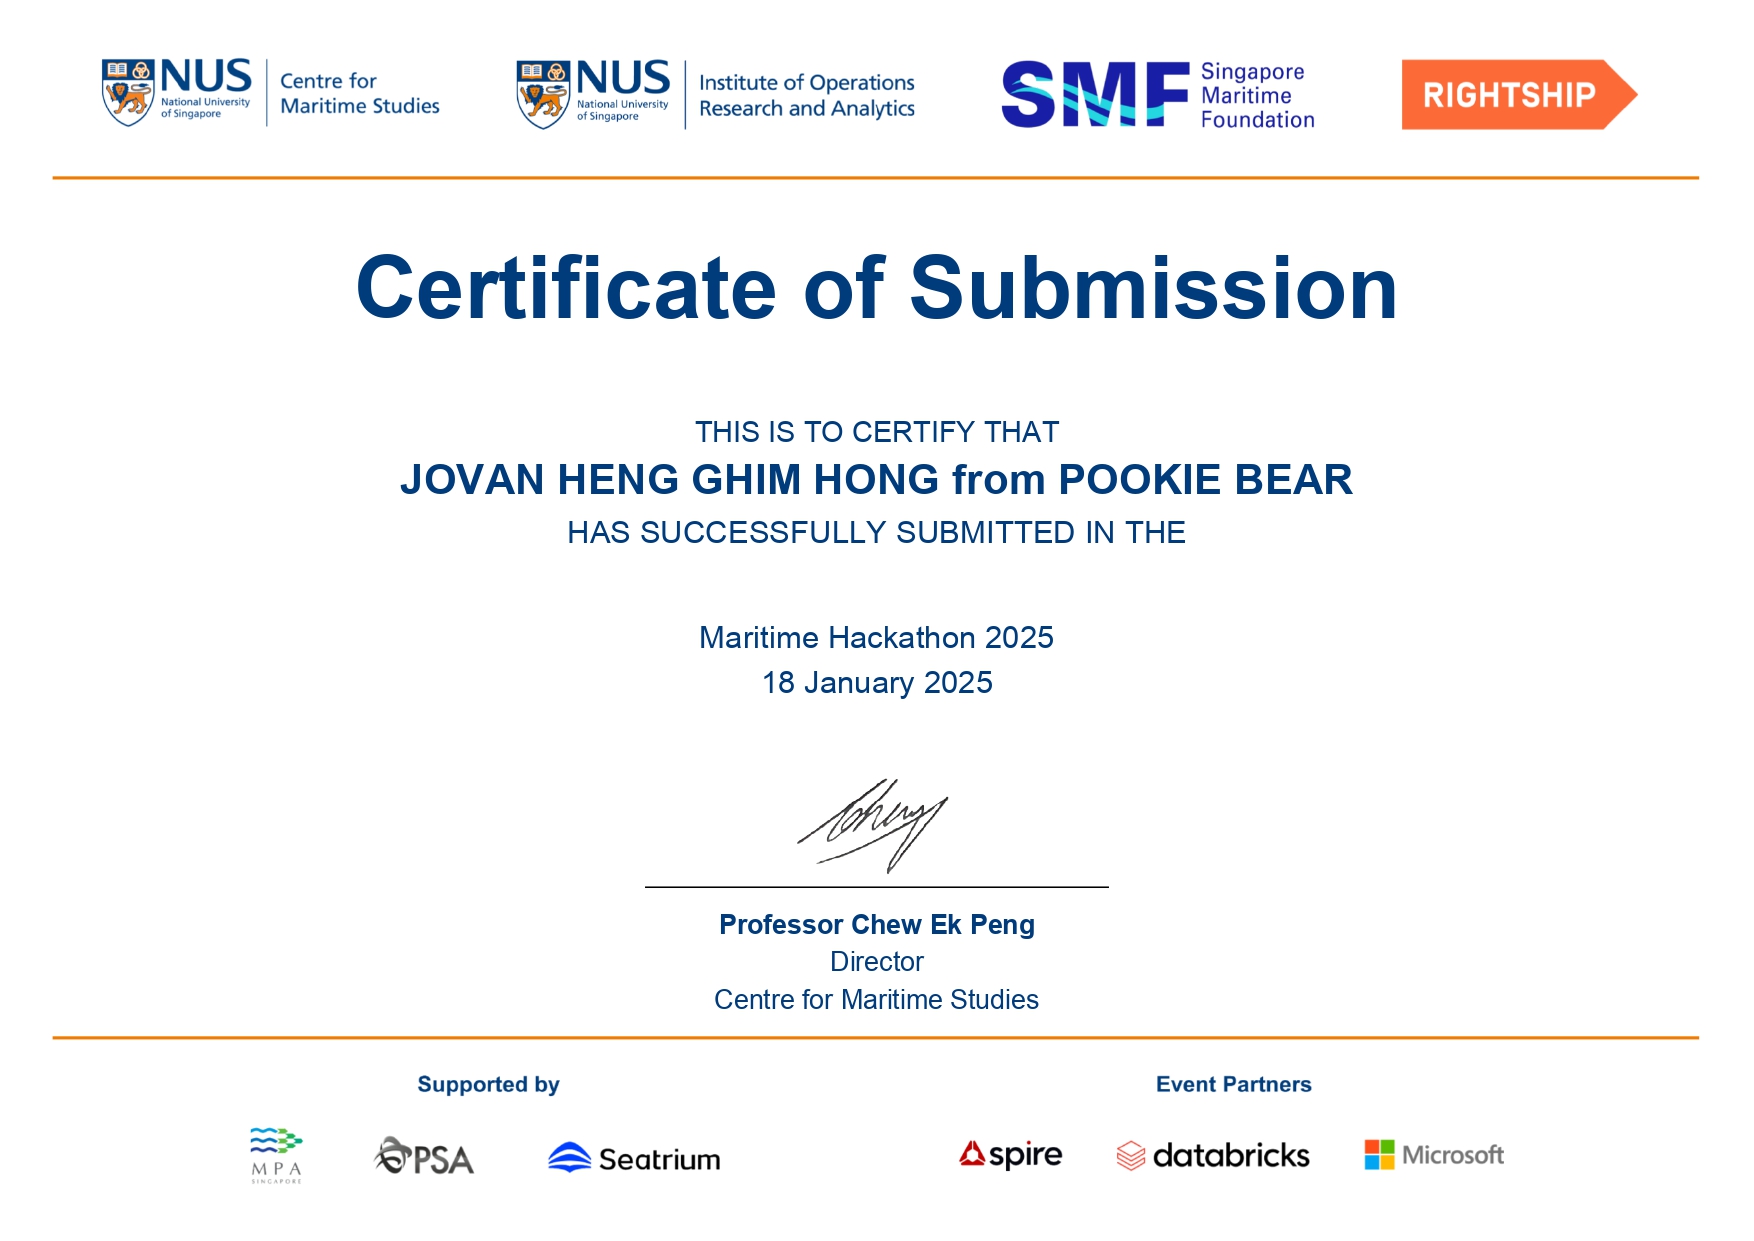 NUS
National University
of Singapore
Centre for
Maritime Studies
NUS
National University
of Singapore
Institute of Operations
Research and Analytics
SMF
Singapore
Maritime
Foundation
RIGHTSHIP
Certificate of Submission
THIS IS TO CERTIFY THAT
JOVAN HENG GHIM HONG from POOKIE BEAR
HAS SUCCESSFULLY SUBMITTED IN THE
Maritime Hackathon 2025
18 January 2025
Professor Chew Ek Peng
Director
Centre for Maritime Studies
Supported by
MPA
SINGAPORE
PSA
Seatrium
Event Partners
spire
databricks
Microsoft